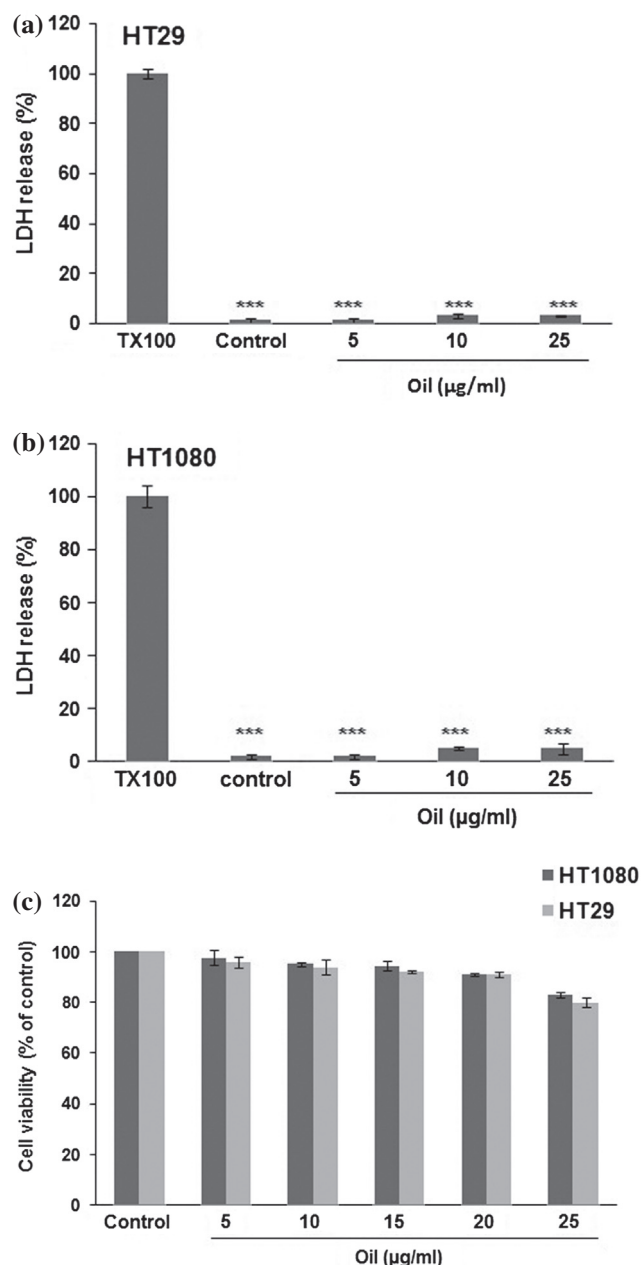 (a)
HT29
LDH release (%)
120
100
80
60
40
20
0
*** *** *** ***
TX100 Control 5 10 25
Oil (µg/ml)
(b)
HT1080
LDH release (%)
120
100
80
60
40
20
0
*** *** *** ***
TX100 control 5 10 25
Oil (µg/ml)
(c)
HT1080
HT29
Cell viability (% of control)
120
100
80
60
40
20
0
Control 5 10 15 20 25
Oil (µg/ml)